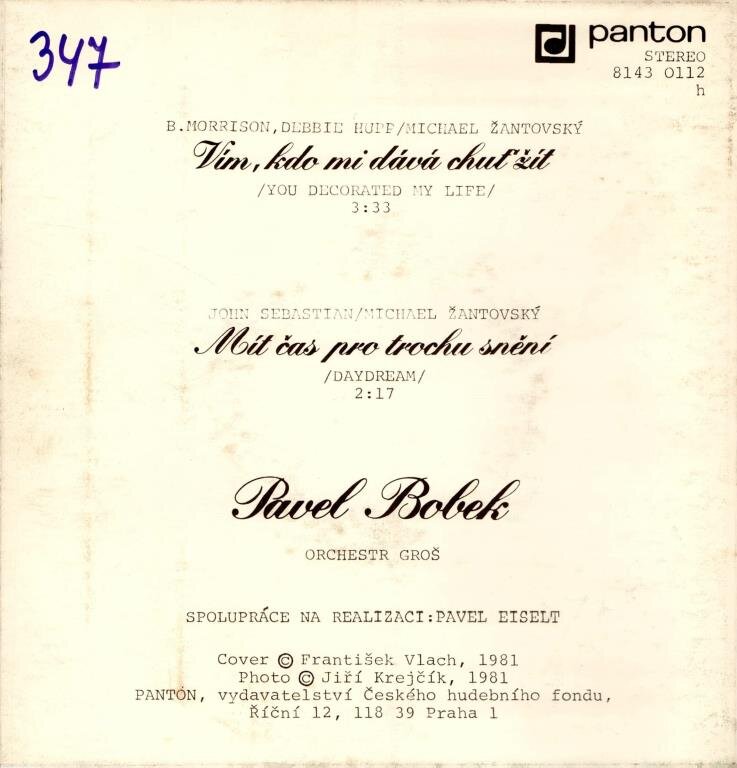 347
panton
STEREO
8143 0112
h
B.MORRISON,DEBBIE HUPP/MICHAEL ŽANTOVSKÝ
Vím, kdo mi dává chuť žít
/YOU DECORATED MY LIFE/
3:33
JOHN SEBASTIAN/MICHAEL ŽANTOVSKÝ
Mít čas pro trochu snění
/DAYDREAM/
2:17
Pavel Bobek
ORCHESTR GROŠ
SPOLUPRÁCE NA REALIZACI:PAVEL EISELT
Cover © František Vlach, 1981
Photo © Jiří Krejčík, 1981
PANTON, vydavatelství Českého hudebního fondu,
Říční 12, 118 39 Praha 1